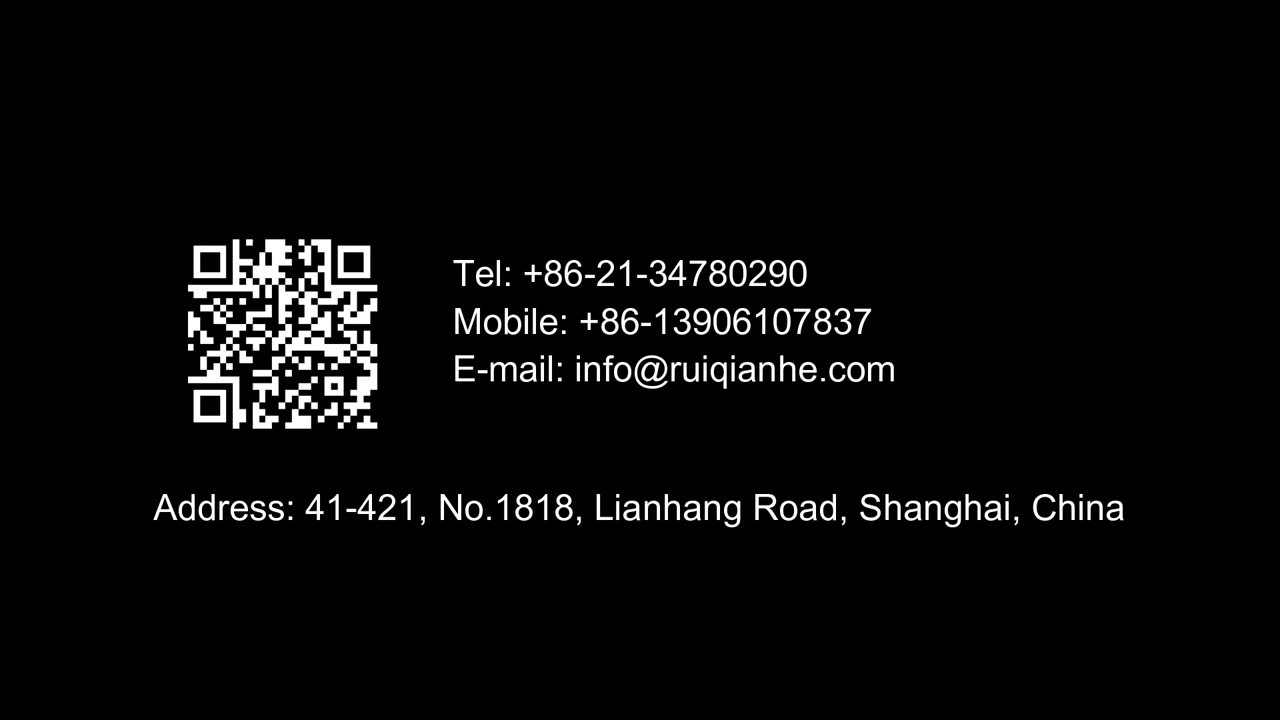 Tel: +86-21-34780290
Mobile: +86-13906107837
E-mail: info@ruiqianhe.com
Address: 41-421, No.1818, Lianhang Road, Shanghai, China